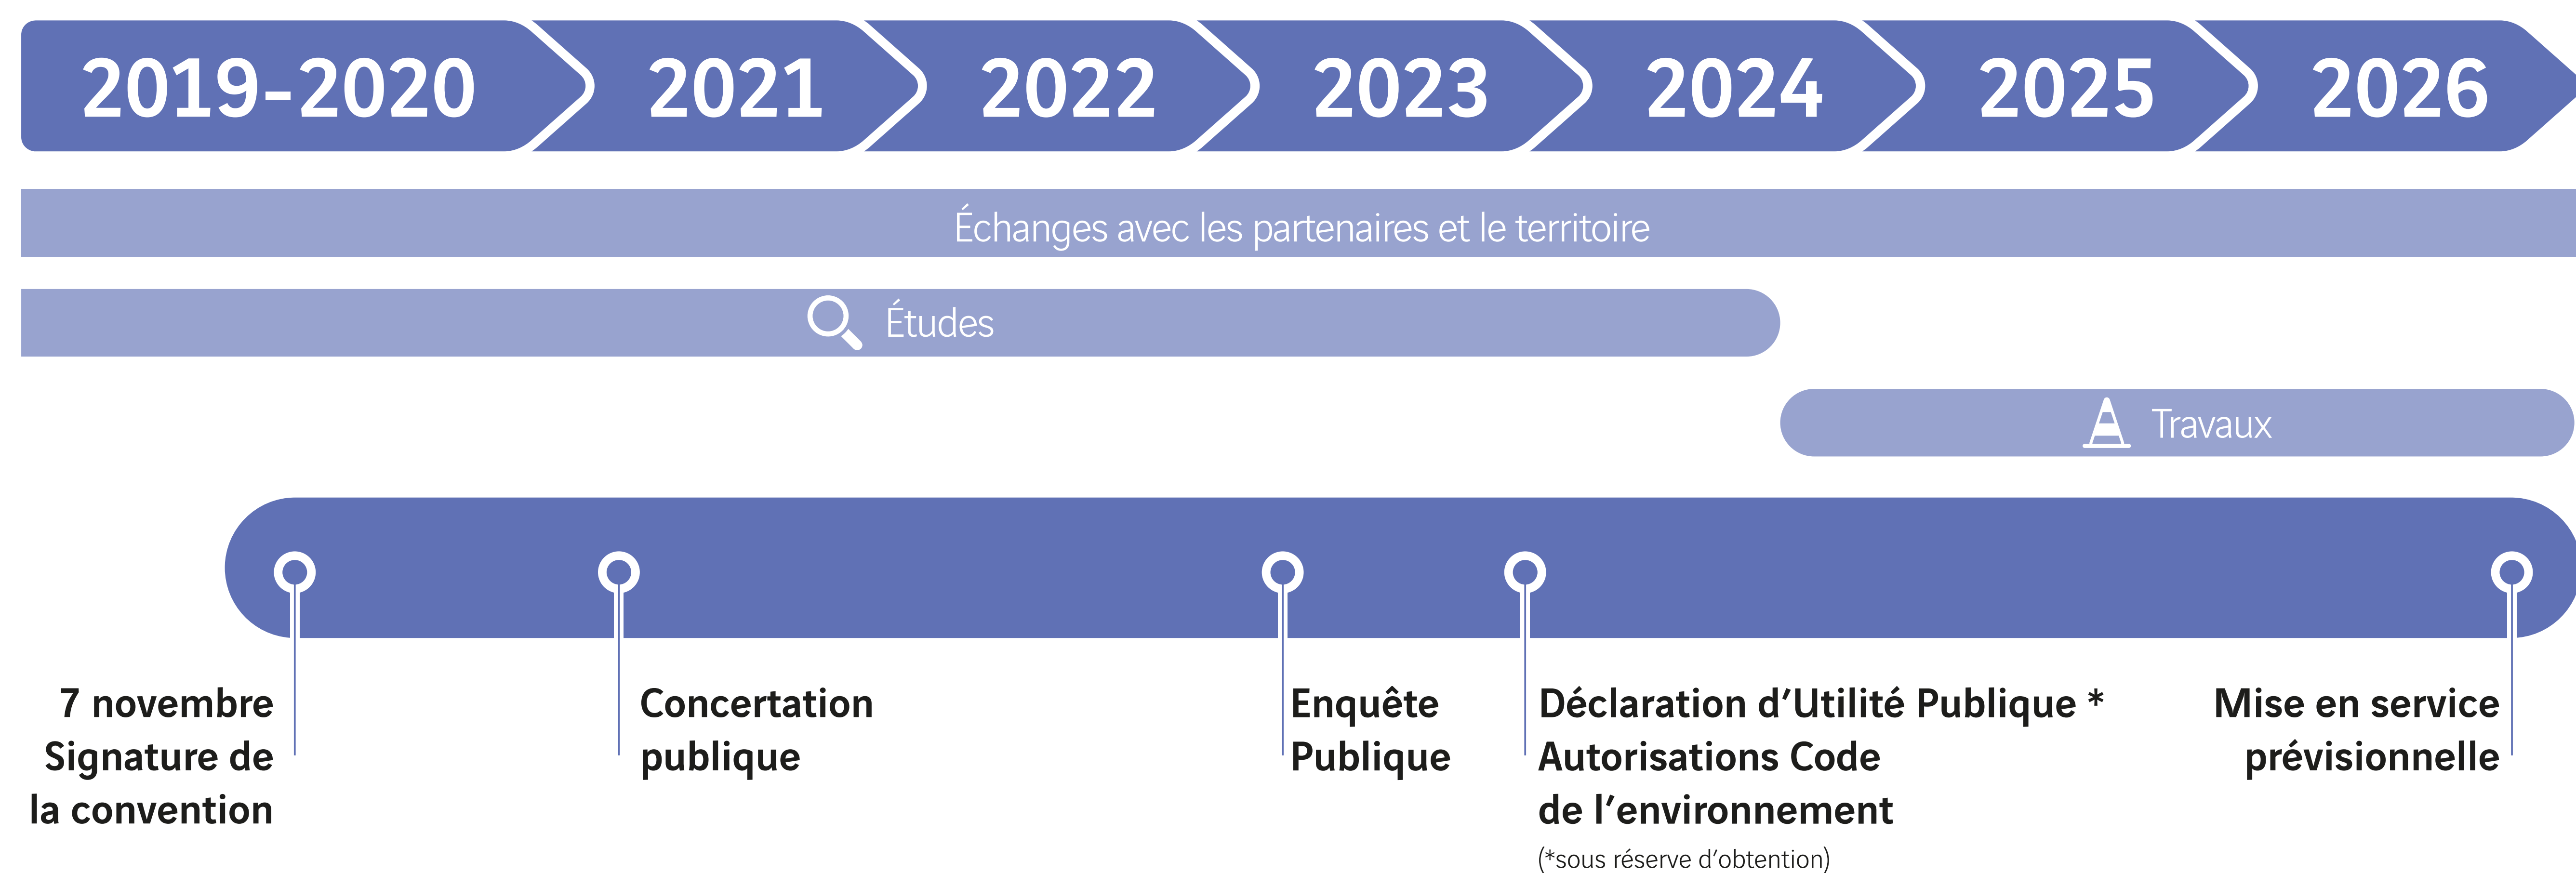 2019-2020 2021 2022 2023 2024 2025 2026
Échanges avec les partenaires et le territoire
Études
Travaux
7 novembre
Signature de
la convention
Concertation
publique
Enquête
Publique
Déclaration d’Utilité Publique *
Autorisations Code
de l’environnement
(*sous réserve d’obtention)
Mise en service
prévisionnelle